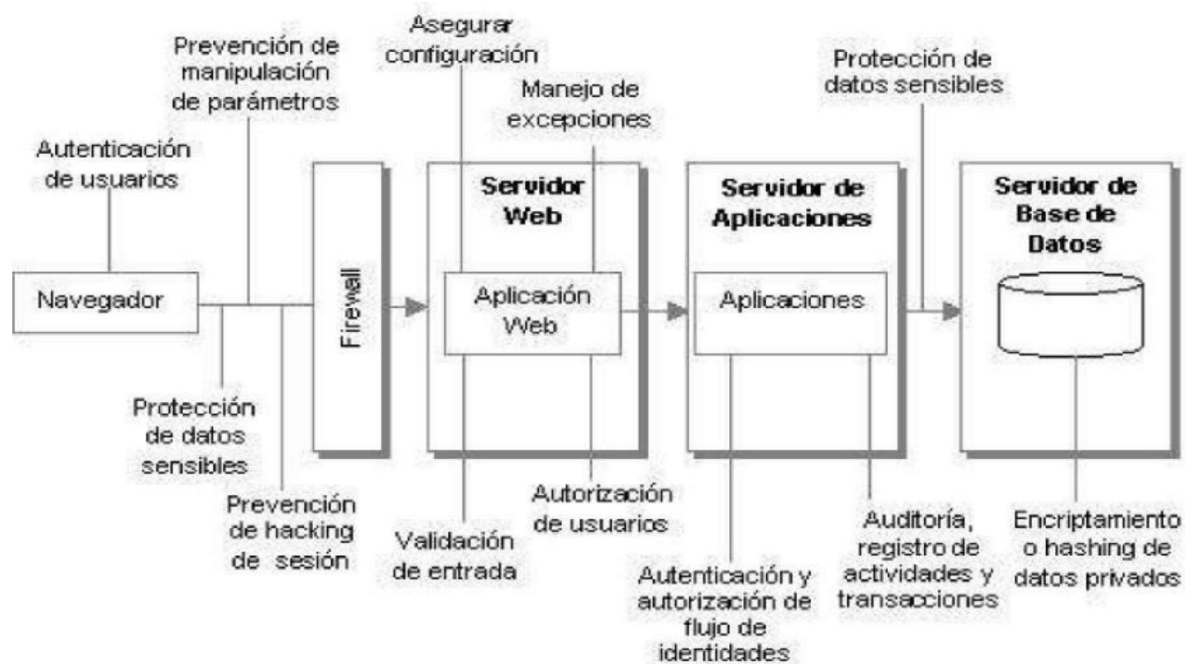 Asegurar
configuración
Prevención de
manipulación
de parámetros
Protección de
datos sensibles
Manejo de
excepciones
Autenticación
de usuarios
Servidor
Web
Servidor de
Aplicaciones
Servidor de
Base de
Datos
Navegador
Firewall
Aplicación
Web
Aplicaciones
Protección
de datos
sensibles
Prevención
de hacking
de sesión
Validación
de entrada
Autorización
de usuarios
Autenticación y
autorización de
flujo de
identidades
Auditoría,
registro de
actividades y
transacciones
Encriptamiento
o hashing de
datos privados